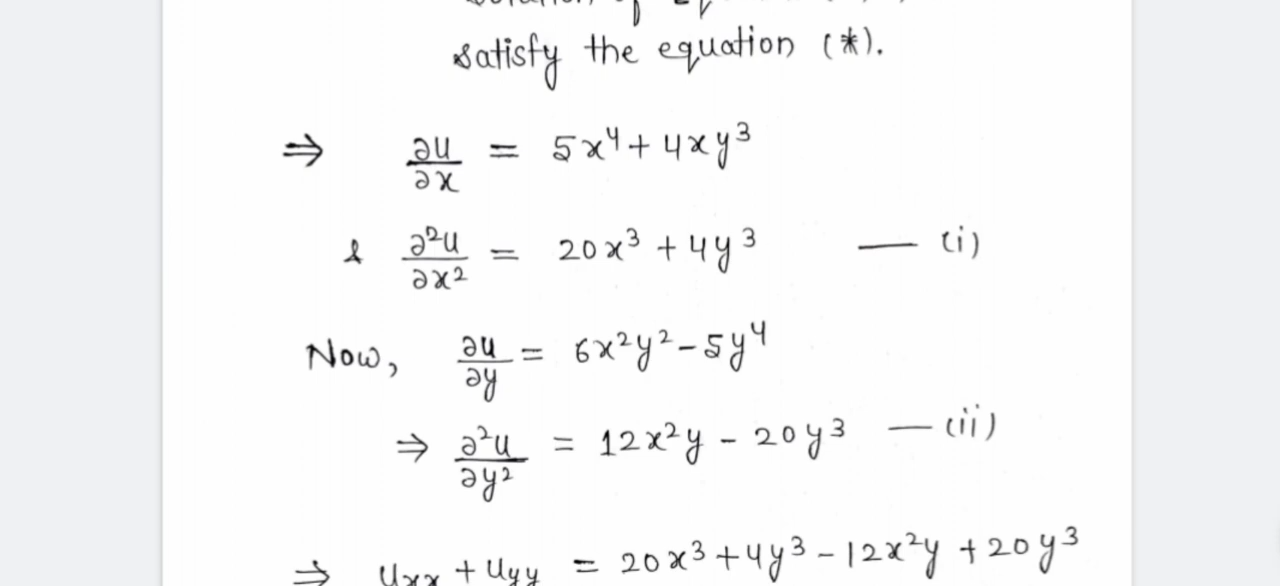 satisfy the equation (*).
⇒ ∂u/∂x = 5x⁴ + 4xy³
& ∂²u/∂x² = 20x³ + 4y³ — (i)
Now, ∂u/∂y = 6x²y² - 5y⁴
⇒ ∂²u/∂y² = 12x²y - 20y³ — (ii)
⇒ uxx + uyy = 20x³ + 4y³ - 12x²y + 20y³